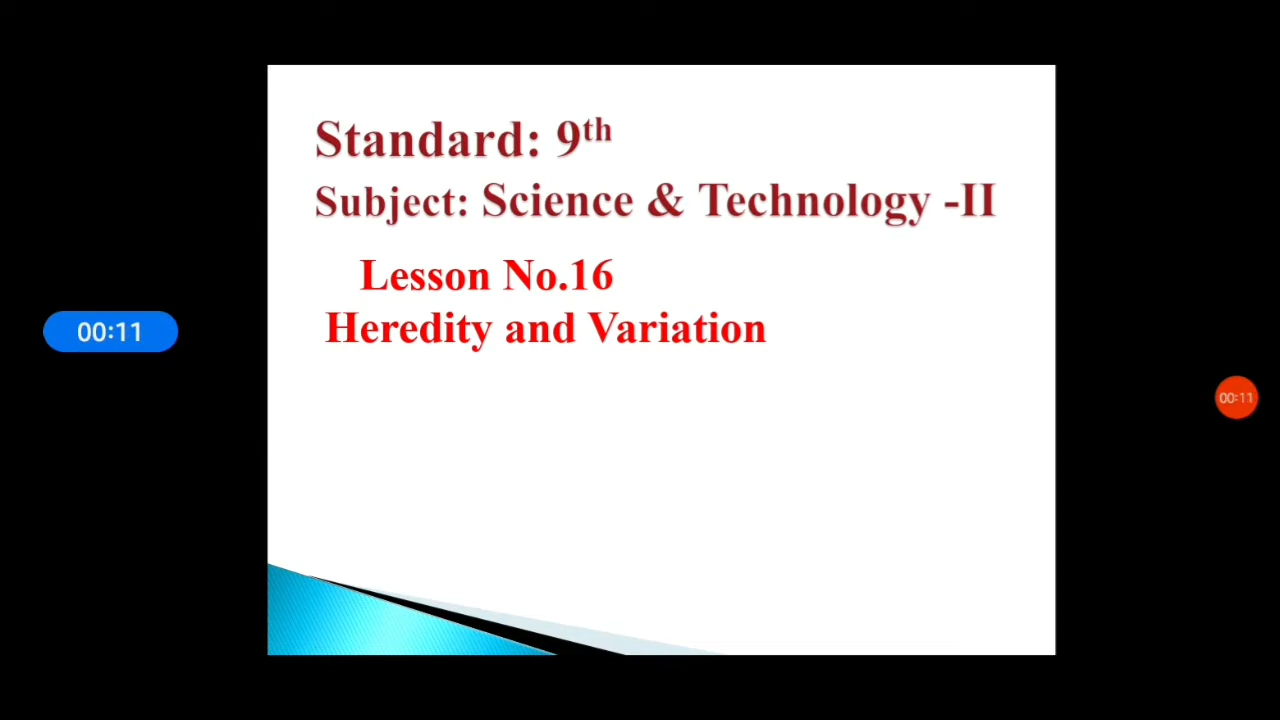 Standard: 9th
Subject: Science & Technology -II
Lesson No.16
Heredity and Variation
00:11
00:11